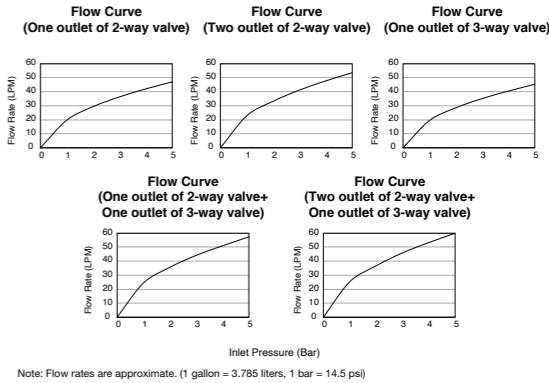 Flow Curve
(One outlet of 2-way valve)
Flow Rate (LPM)
60
50
40
30
20
10
0
0 1 2 3 4 5
Flow Curve
(Two outlet of 2-way valve)
Flow Rate (LPM)
60
50
40
30
20
10
0
0 1 2 3 4 5
Flow Curve
(One outlet of 3-way valve)
Flow Rate (LPM)
60
50
40
30
20
10
0
0 1 2 3 4 5
Flow Curve
(One outlet of 2-way valve+
One outlet of 3-way valve)
Flow Rate (LPM)
60
50
40
30
20
10
0
0 1 2 3 4 5
Flow Curve
(Two outlet of 2-way valve+
One outlet of 3-way valve)
Flow Rate (LPM)
60
50
40
30
20
10
0
0 1 2 3 4 5
Inlet Pressure (Bar)
Note: Flow rates are approximate. (1 gallon = 3.785 liters, 1 bar = 14.5 psi)